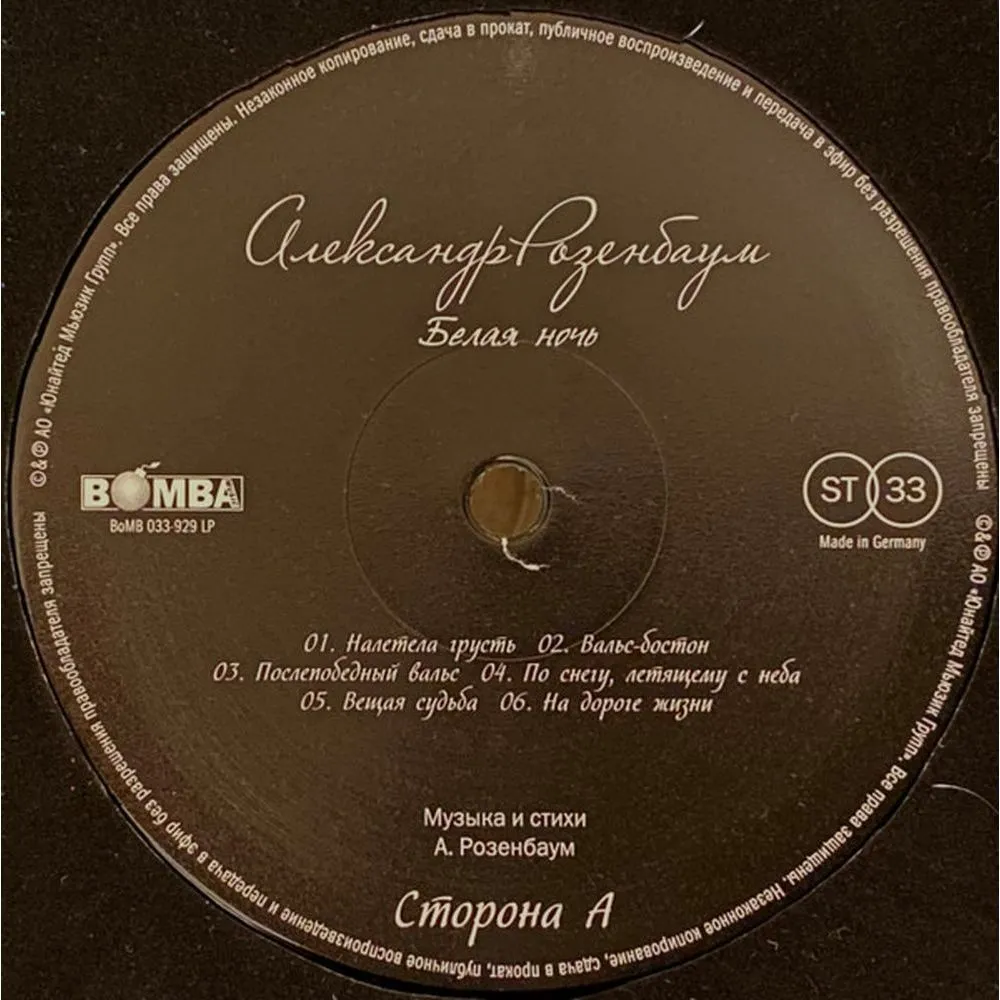 ©&℗ АО «Юнайтед Мьюзик Групп». Все права защищены. Незаконное копирование, сдача в прокат, публичное воспроизведение и передача в эфир без разрешения правообладателя запрещены
Александр Розенбаум
Белая ночь
BOMBA
BoMB 033-929 LP
ST 33
Made in Germany
01. Налетела грусть 02. Вальс-бостон
03. Послепобедный вальс 04. По снегу, летящему с неба
05. Вещая судьба 06. На дороге жизни
Музыка и стихи
А. Розенбаум
Сторона А
©&℗ АО «Юнайтед Мьюзик Групп». Все права защищены. Незаконное копирование, сдача в прокат, публичное воспроизведение и передача в эфир без разрешения правообладателя запрещены